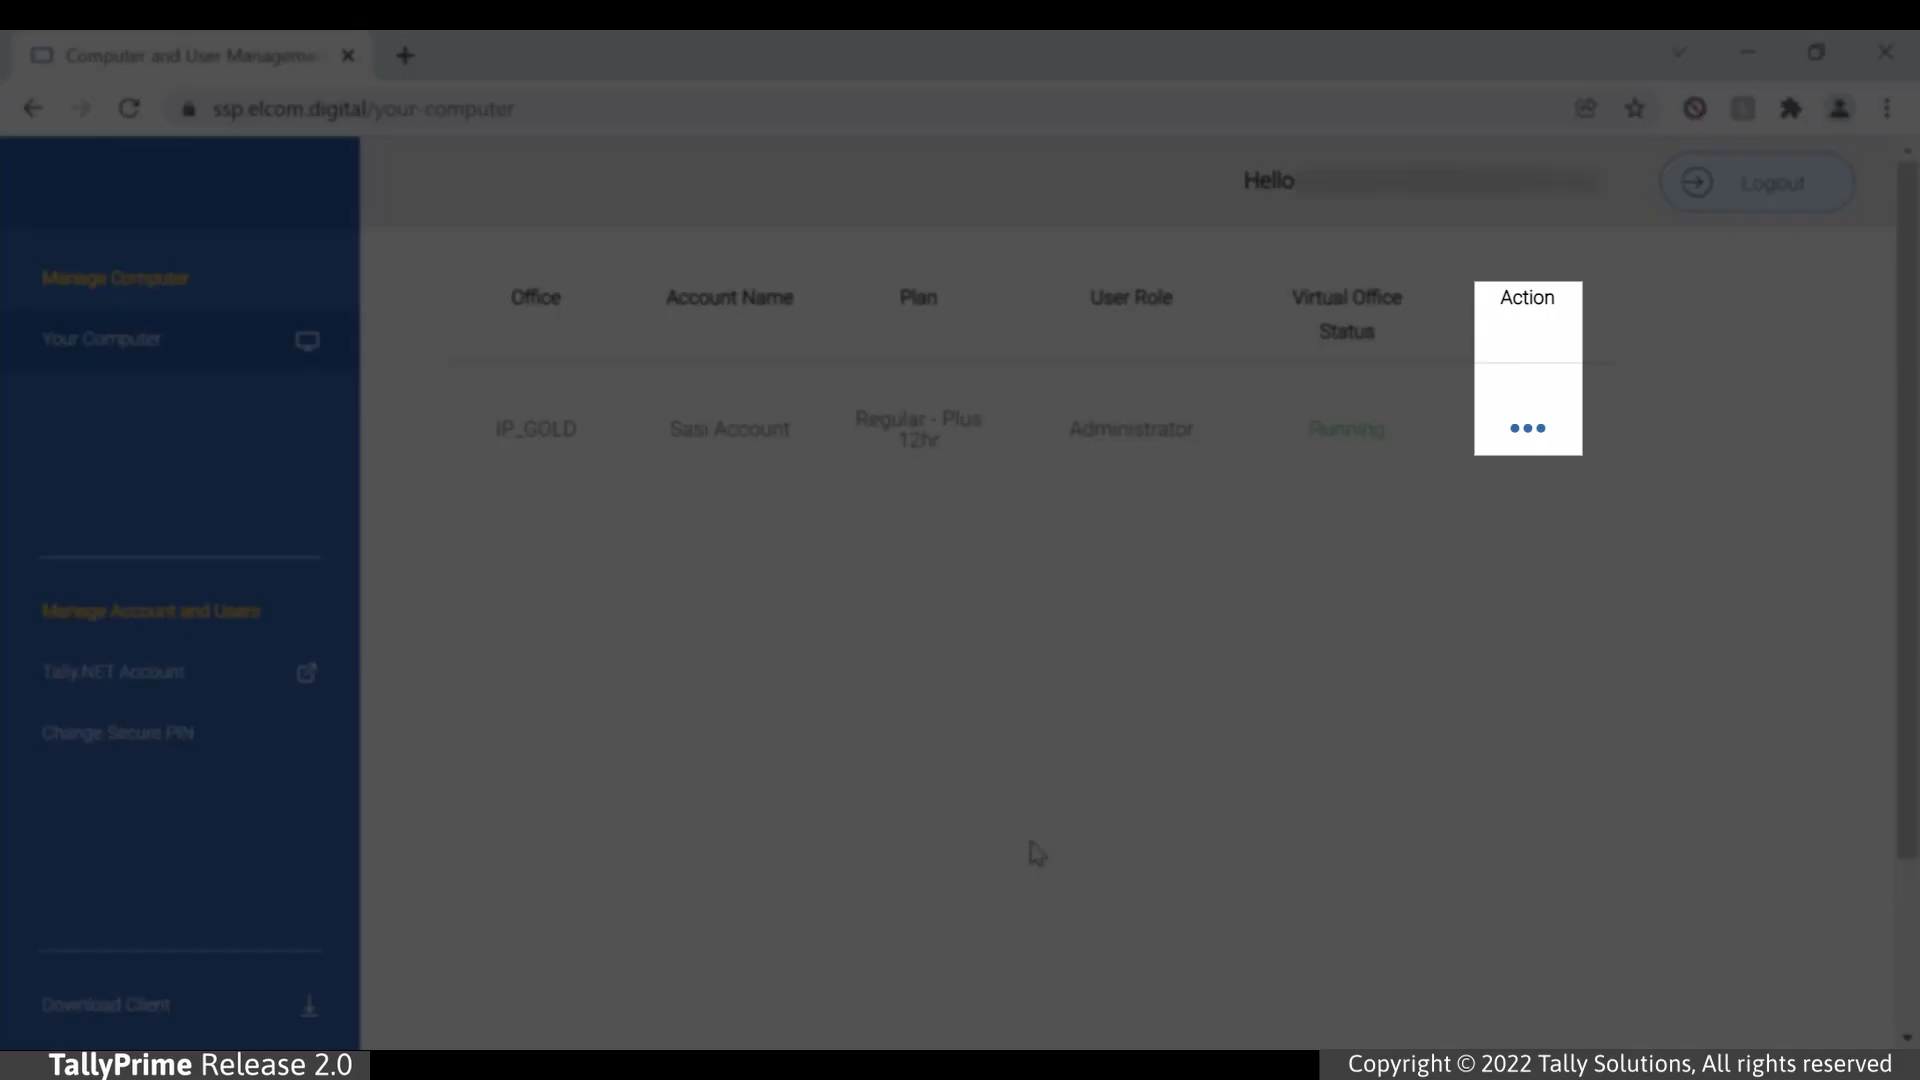 Computer and User Manageme
ssp.elcom.digital/your-computer
Hello
Logout
Manage Computer
Your Computer
Office Account Name Plan User Role Virtual Office Status Action
IP_GOLD Sasi Account Regular - Plus 12hr Administrator Running
Manage Account and Users
Tally.NET Account
Change Secure PIN
Download Client
TallyPrime Release 2.0
Copyright © 2022 Tally Solutions, All rights reserved